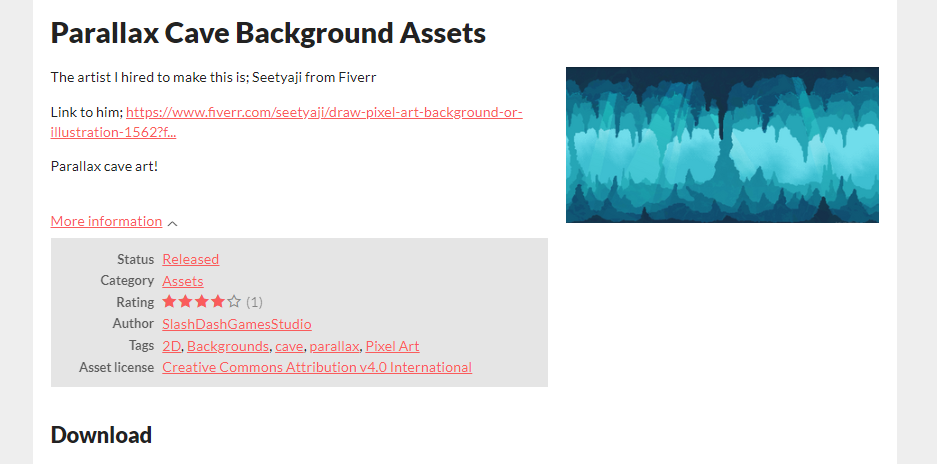 Parallax Cave Background Assets
The artist I hired to make this is; Seetyaji from Fiverr
Link to him; https://www.fiverr.com/seetyaji/draw-pixel-art-background-or-
illustration-1562?f...
Parallax cave art!
More information
Status Released
Category Assets
Rating (1)
Author SlashDashGamesStudio
Tags 2D, Backgrounds, cave, parallax, Pixel Art
Asset license Creative Commons Attribution v4.0 International
Download